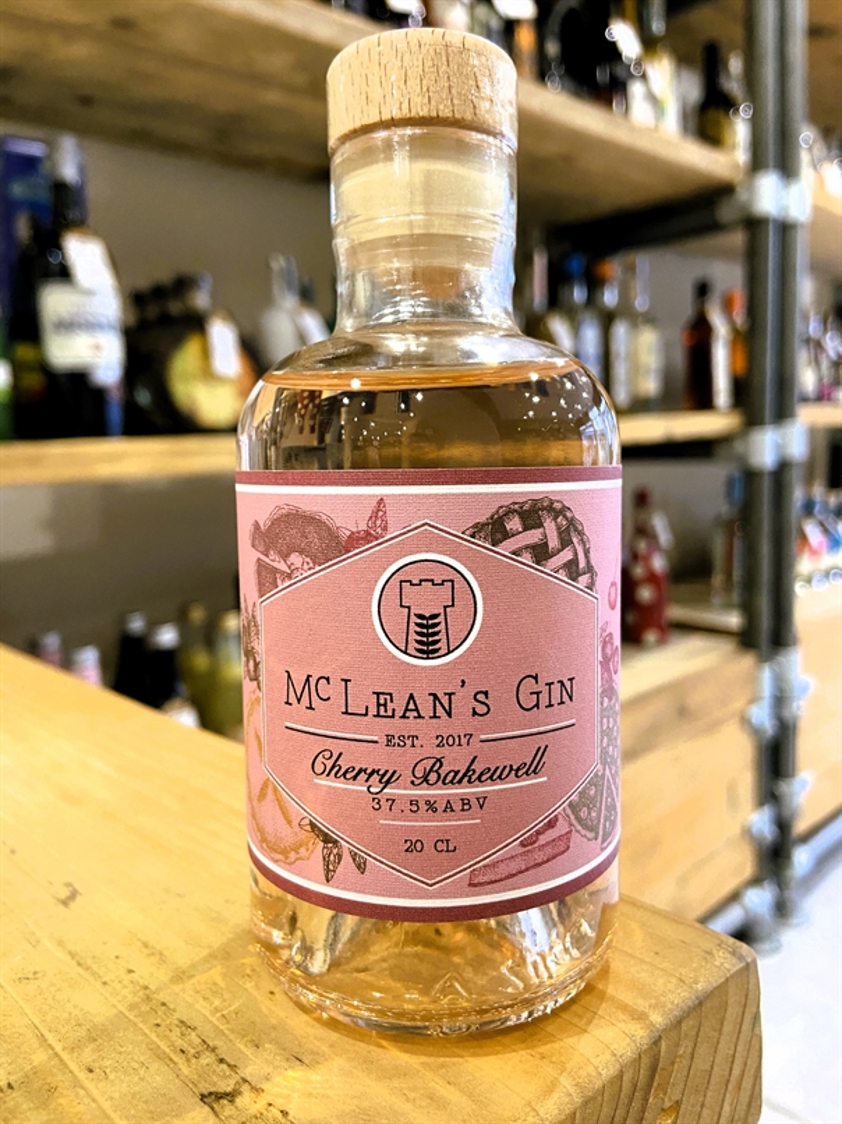 McLean's Gin
EST. 2017
Cherry Bakewell
37.5%ABV
20 CL